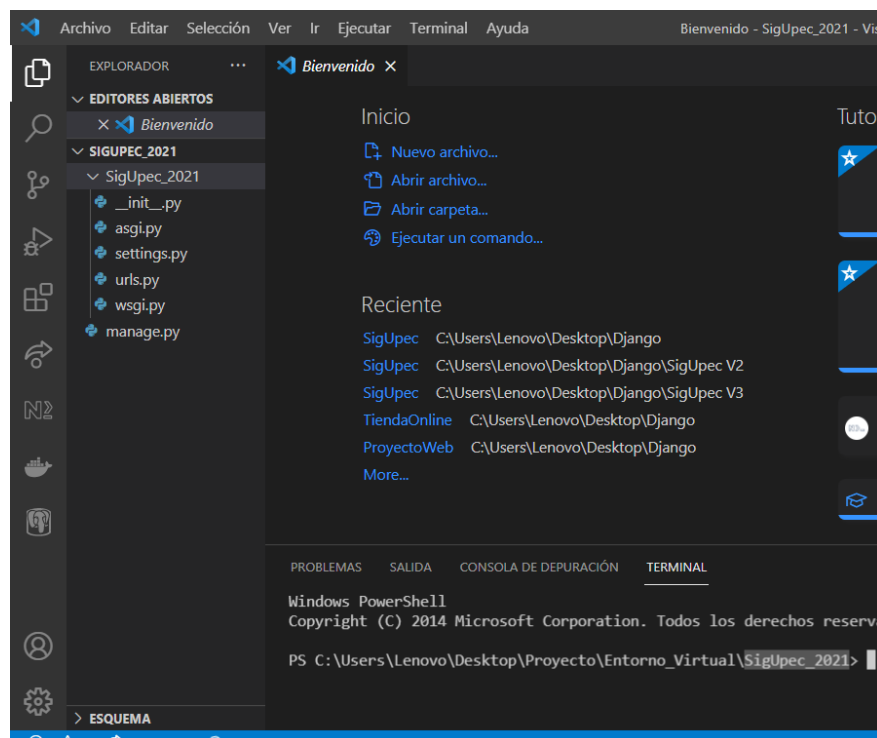 Archivo Editar Selección Ver Ir Ejecutar Terminal Ayuda Bienvenido - SigUpec_2021 - Vis
EXPLORADOR ...
EDITORES ABIERTOS
Bienvenido
SIGUPEC_2021
SigUpec_2021
__init__.py
asgi.py
settings.py
urls.py
wsgi.py
manage.py
ESQUEMA
Bienvenido
Inicio
Nuevo archivo...
Abrir archivo...
Abrir carpeta...
Ejecutar un comando...
Reciente
SigUpec C:\Users\Lenovo\Desktop\Django
SigUpec C:\Users\Lenovo\Desktop\Django\SigUpec V2
SigUpec C:\Users\Lenovo\Desktop\Django\SigUpec V3
TiendaOnline C:\Users\Lenovo\Desktop\Django
ProyectoWeb C:\Users\Lenovo\Desktop\Django
More...
Tuto
PROBLEMAS SALIDA CONSOLA DE DEPURACIÓN TERMINAL
Windows PowerShell
Copyright (C) 2014 Microsoft Corporation. Todos los derechos reserv
PS C:\Users\Lenovo\Desktop\Proyecto\Entorno_Virtual\SigUpec_2021>